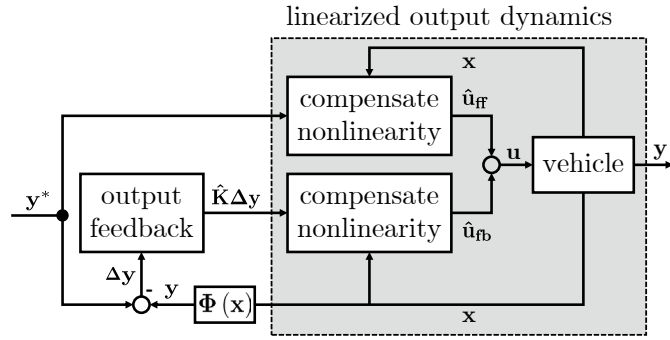 linearized output dynamics
x
compensate
nonlinearity
û_ff
u
vehicle
y
y*
output
feedback
K̂Δy
compensate
nonlinearity
û_fb
Δy
-
y
Φ(x)
x